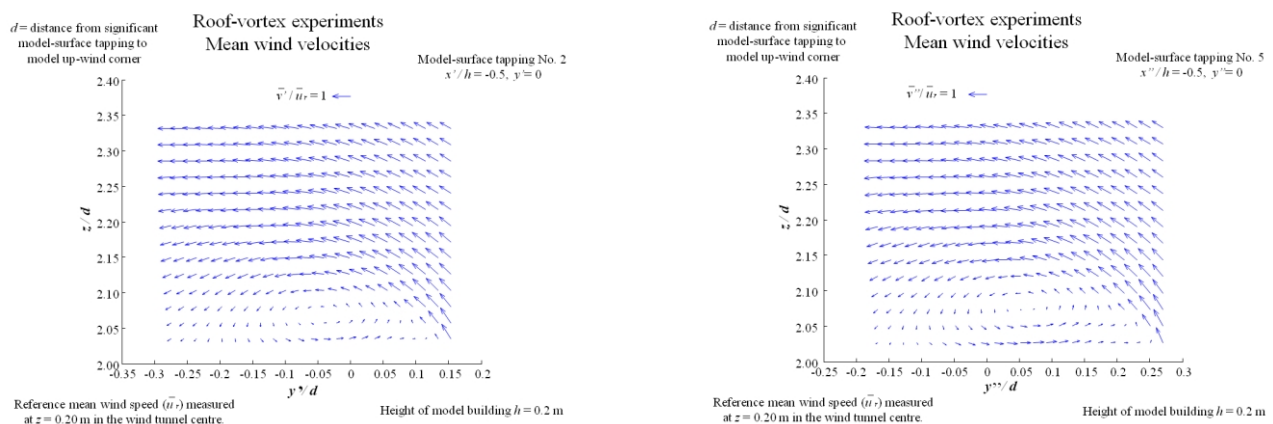 Roof-vortex experiments
Mean wind velocities
d = distance from significant
model-surface tapping to
model up-wind corner
Model-surface tapping No. 2
x'/h = -0.5, y'= 0
v̄'/ūr = 1
2.40
2.35
2.30
2.25
2.20
2.15
2.10
2.05
2.00
z/d
-0.35 -0.3 -0.25 -0.2 -0.15 -0.1 -0.05 0 0.05 0.1 0.15 0.2
y'/d
Reference mean wind speed (ūr) measured
at z = 0.20 m in the wind tunnel centre.
Height of model building h = 0.2 m
Roof-vortex experiments
Mean wind velocities
d = distance from significant
model-surface tapping to
model up-wind corner
Model-surface tapping No. 5
x''/h = -0.5, y''= 0
v̄''/ūr = 1
2.40
2.35
2.30
2.25
2.20
2.15
2.10
2.05
2.00
z/d
-0.25 -0.2 -0.15 -0.1 -0.05 0 0.05 0.1 0.15 0.2 0.25 0.3
y''/d
Reference mean wind speed (ūr) measured
at z = 0.20 m in the wind tunnel centre.
Height of model building h = 0.2 m